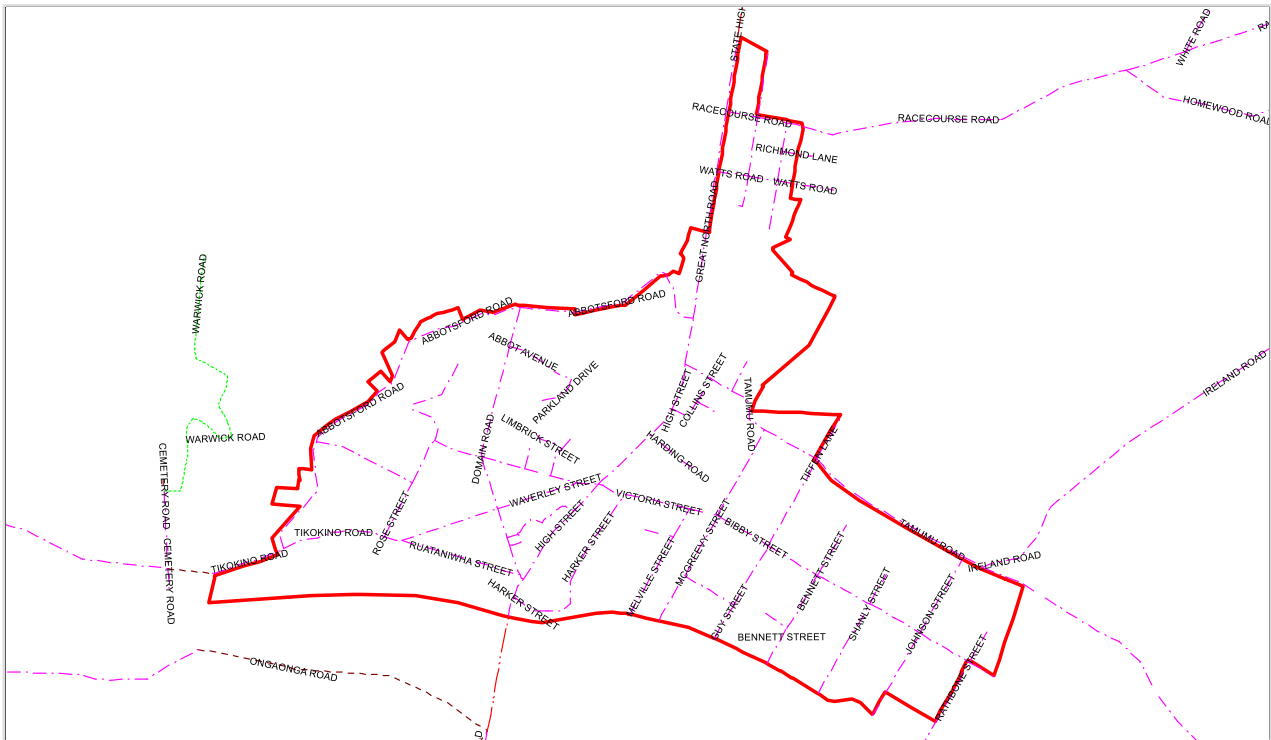 STATE HIGH
WHITE ROAD
RA
HOMEWOOD ROAD
RACECOURSE ROAD
RACECOURSE ROAD
RICHMOND LANE
WATTS ROAD
WATTS ROAD
GREAT NORTH ROAD
WARWICK ROAD
ABBOTSFORD ROAD
ABBOTSFORD ROAD
ABBOT AVENUE
PARKLAND DRIVE
HIGH STREET
COLLINS STREET
TAMUMU ROAD
IRELAND ROAD
ABBOTSFORD ROAD
WARWICK ROAD
DOMAIN ROAD
LIMBRICK STREET
HARDING ROAD
TIFFEN LANE
CEMETERY ROAD
WAVERLEY STREET
VICTORIA STREET
ROSE STREET
TIKOKINO ROAD
HIGH STREET
HARKER STREET
BIBBY STREET
TAMUMU ROAD
CEMETERY ROAD
TIKOKINO ROAD
RUATANIWHA STREET
MCGREEVY STREET
MELVILLE STREET
BENNETT STREET
IRELAND ROAD
HARKER STREET
GUY STREET
SHANLY STREET
JOHNSON STREET
BENNETT STREET
RATHBONE STREET
ONGAONGA ROAD
D